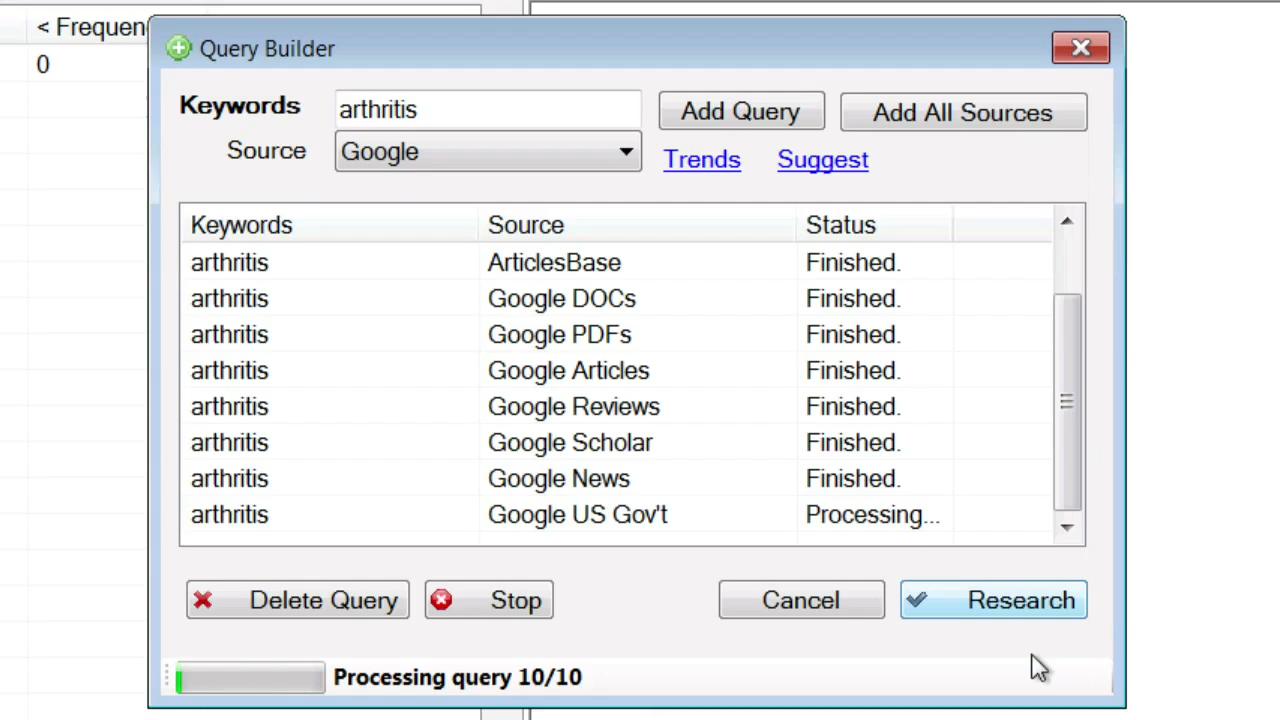 < Frequen
0
Query Builder
Keywords arthritis Add Query Add All Sources
Source Google Trends Suggest
Keywords Source Status
arthritis ArticlesBase Finished.
arthritis Google DOCs Finished.
arthritis Google PDFs Finished.
arthritis Google Articles Finished.
arthritis Google Reviews Finished.
arthritis Google Scholar Finished.
arthritis Google News Finished.
arthritis Google US Gov't Processing...
Delete Query Stop Cancel Research
Processing query 10/10